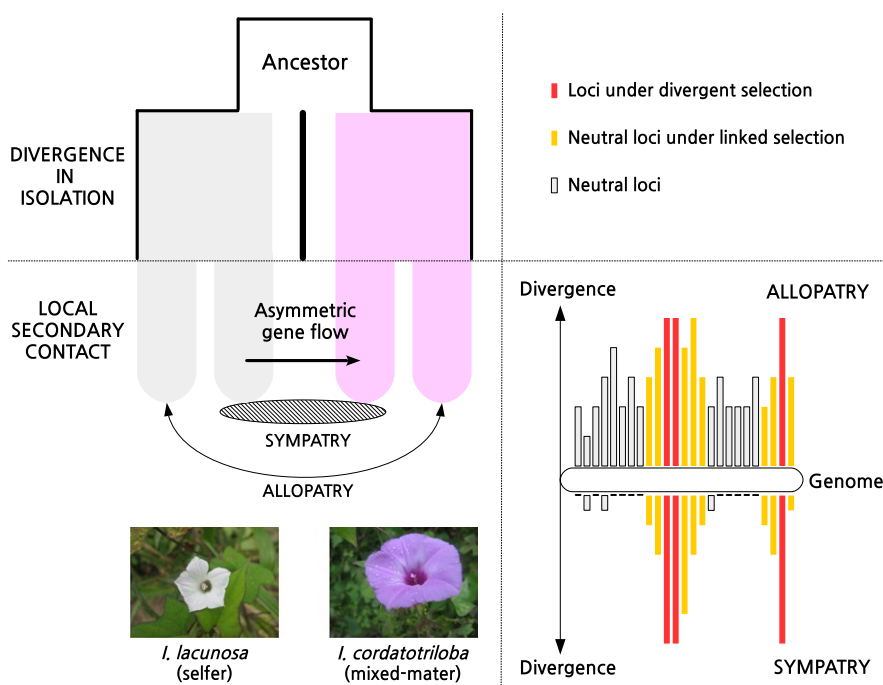 Ancestor
DIVERGENCE
IN
ISOLATION
LOCAL
SECONDARY
CONTACT
Asymmetric
gene flow
SYMPATRY
ALLOPATRY
I. lacunosa
(selfer)
I. cordatotriloba
(mixed-mater)
Loci under divergent selection
Neutral loci under linked selection
Neutral loci
Divergence
ALLOPATRY
Genome
Divergence
SYMPATRY